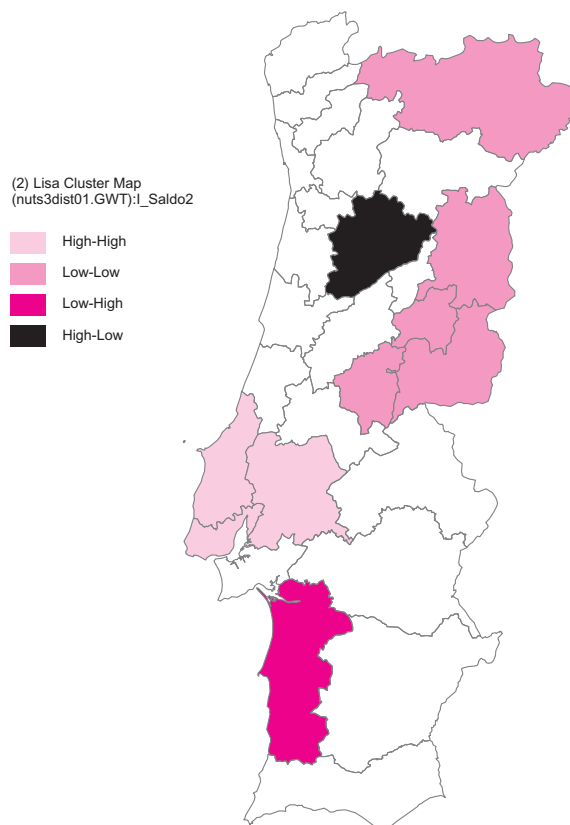 (2) Lisa Cluster Map
(nuts3dist01.GWT):I_Saldo2
High-High
Low-Low
Low-High
High-Low